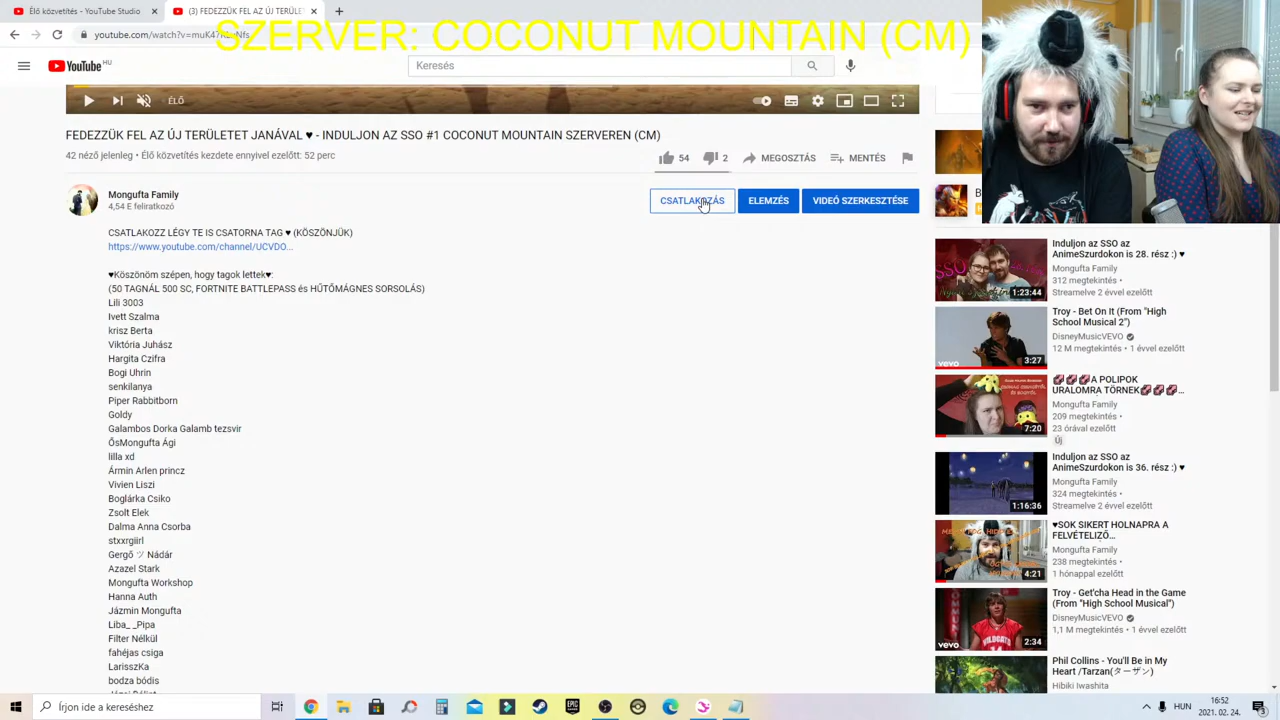 Élő közvetítés - YouTube Studió
(3) FEDEZZÜK FEL AZ ÚJ TERÜLET
SZERVER: COCONUT MOUNTAIN (CM)
YouTube HU
Keresés
ÉLŐ
FEDEZZÜK FEL AZ ÚJ TERÜLETET JANÁVAL ♥ - INDULJON AZ SSO #1 COCONUT MOUNTAIN SZERVEREN (CM)
42 néző jelenleg • Élő közvetítés kezdete ennyivel ezelőtt: 52 perc
54
2
MEGOSZTÁS
MENTÉS
Mongufta Family
4,54 E feliratkozó
CSATLAKOZÁS
ELEMZÉS
VIDEÓ SZERKESZTÉSE
CSATLAKOZZ LÉGY TE IS CSATORNA TAG ♥ (KÖSZÖNJÜK)
https://www.youtube.com/channel/UCVDO...
♥Köszönöm szépen, hogy tagok lettek♥:
(50 TAGNÁL 500 SC, FORTNITE BATTLEPASS és HŰTŐMÁGNES SORSOLÁS)
Lili 3003
Ivett Szalma
krisz Berta
Viktória Juhász
Hargita Czifra
Bogi Uhrin
senkilanya
Piper Rabbitborn
Goldy
Galambos Dorka Galamb tezsvir
ŐsMongufta Ági
lilla xd
Ármin Arlen princz
Vivien Liszi
Boglárka Csiko
Zsolt Elek
Dalma Anna Csorba
stxxrgiirl
Gergő ツ Nádár
Azazel Stark
Mongufta Workshop
Hanna Auth
Jázmin Mongufta
Liba_ _Pipa
Filter Nélkül
fahéjas csiga
LarisszKa
bodza bódis
Induljon az SSO az
AnimeSzurdokon is 28. rész :) ♥
Mongufta Family
312 megtekintés •
Streamelve 2 évvel ezelőtt
1:23:44
Troy - Bet On It (From "High
School Musical 2")
DisneyMusicVEVO
12 M megtekintés • 1 évvel ezelőtt
vevo
3:27
A POLIPOK
URALOMRA TÖRNEK
Mongufta Family
209 megtekintés •
23 órával ezelőtt
Új
7:20
Induljon az SSO az
AnimeSzurdokon is 36. rész :) ♥
Mongufta Family
324 megtekintés •
Streamelve 2 évvel ezelőtt
1:16:36
♥SOK SIKERT HOLNAPRA A
FELVÉTELIZŐ...
Mongufta Family
238 megtekintés •
1 hónappal ezelőtt
4:21
Troy - Get'cha Head in the Game
(From "High School Musical")
DisneyMusicVEVO
1,1 M megtekintés • 1 évvel ezelőtt
WILDCATS
vevo
2:34
Phil Collins - You'll Be in My
Heart /Tarzan(ターザン)
Hibiki Iwashita
Írjon ide a kereséshez
EPIC
HUN
16:52
2021. 02. 24.
3